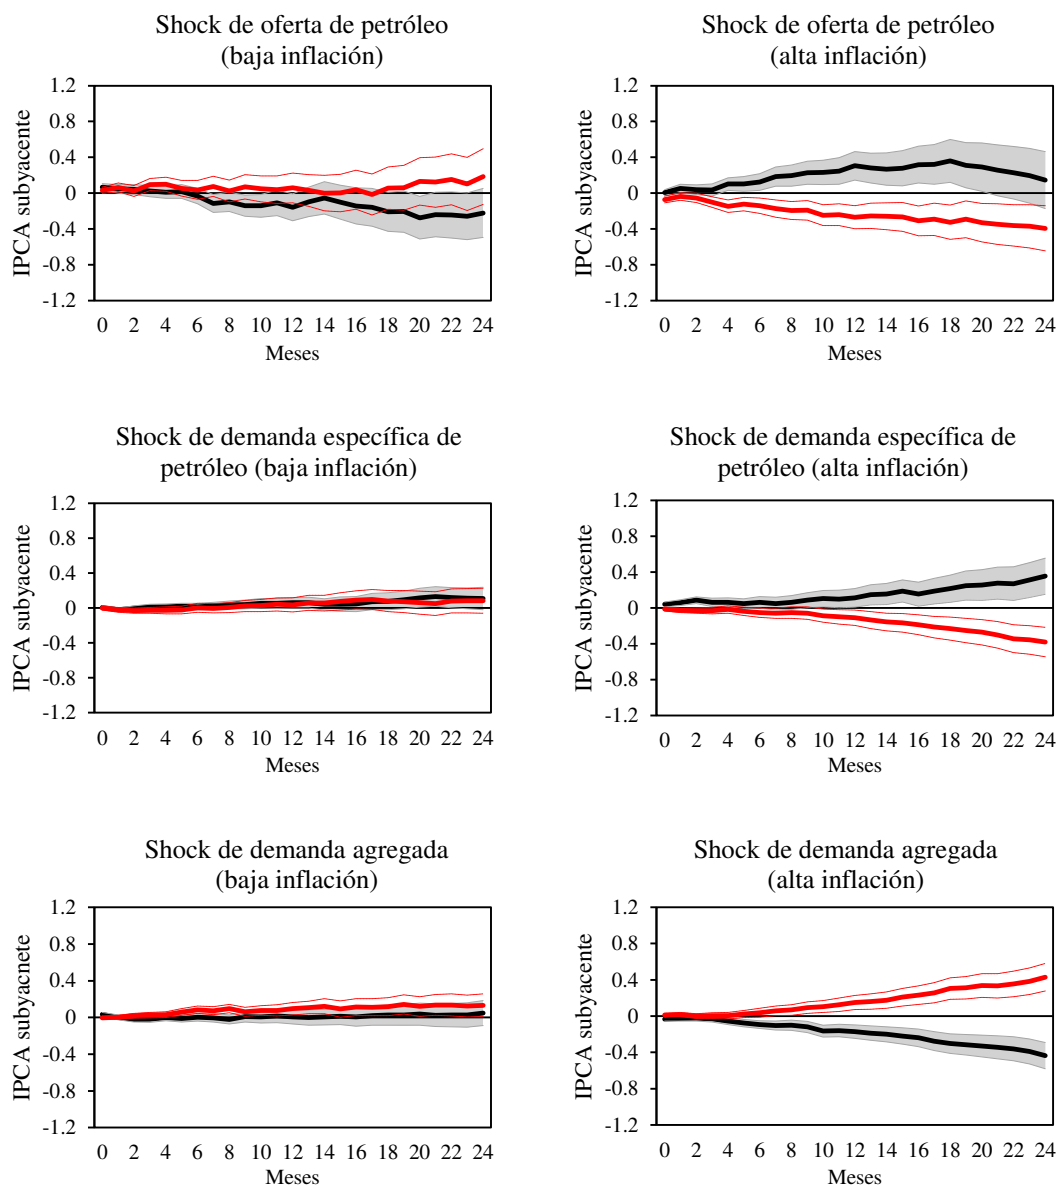 Shock de oferta de petróleo
(baja inflación)
IPCA subyacente
1.2
0.8
0.4
0
-0.4
-0.8
-1.2
0 2 4 6 8 10 12 14 16 18 20 22 24
Meses
Shock de oferta de petróleo
(alta inflación)
IPCA subyacente
1.2
0.8
0.4
0
-0.4
-0.8
-1.2
0 2 4 6 8 10 12 14 16 18 20 22 24
Meses
Shock de demanda específica de
petróleo (baja inflación)
IPCA subyacente
1.2
0.8
0.4
0
-0.4
-0.8
-1.2
0 2 4 6 8 10 12 14 16 18 20 22 24
Meses
Shock de demanda específica de
petróleo (alta inflación)
IPCA subyacente
1.2
0.8
0.4
0
-0.4
-0.8
-1.2
0 2 4 6 8 10 12 14 16 18 20 22 24
Meses
Shock de demanda agregada
(baja inflación)
IPCA subyacnete
1.2
0.8
0.4
0
-0.4
-0.8
-1.2
0 2 4 6 8 10 12 14 16 18 20 22 24
Meses
Shock de demanda agregada
(alta inflación)
IPCA subyacente
1.2
0.8
0.4
0
-0.4
-0.8
-1.2
0 2 4 6 8 10 12 14 16 18 20 22 24
Meses